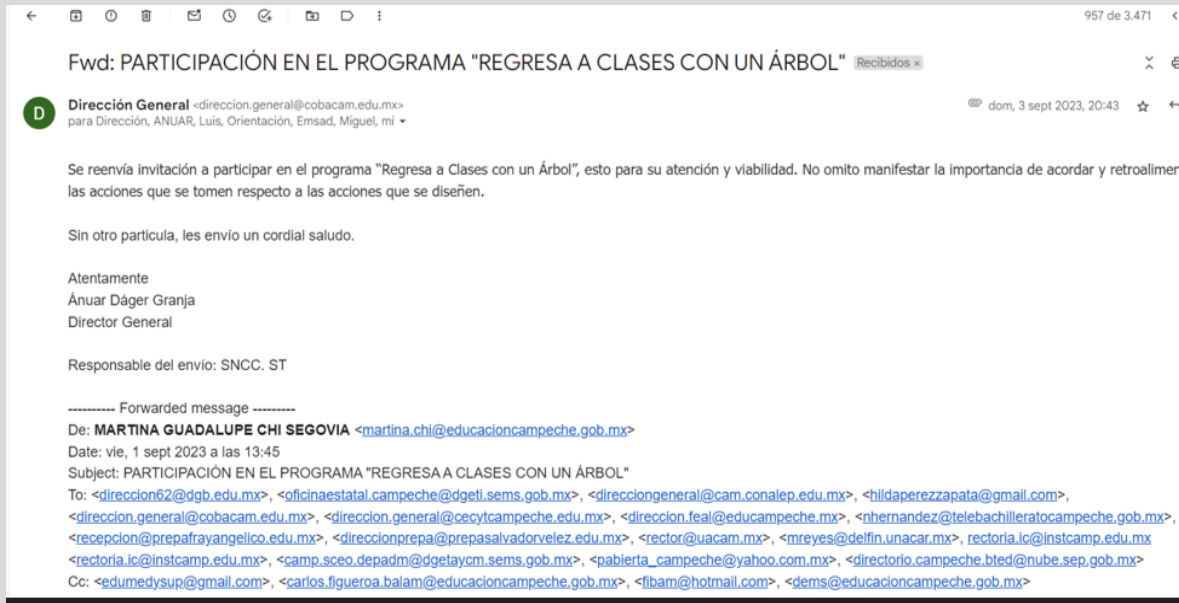 957 de 3.471
Fwd: PARTICIPACIÓN EN EL PROGRAMA "REGRESA A CLASES CON UN ÁRBOL" Recibidos ×
D
Dirección General <direccion.general@cobacam.edu.mx>
dom, 3 sept 2023, 20:43
para Dirección, ANUAR, Luis, Orientación, Emsad, Miguel, mí
Se reenvía invitación a participar en el programa “Regresa a Clases con un Árbol”, esto para su atención y viabilidad. No omito manifestar la importancia de acordar y retroalimen
las acciones que se tomen respecto a las acciones que se diseñen.
Sin otro particula, les envío un cordial saludo.
Atentamente
Ánuar Dáger Granja
Director General
Responsable del envío: SNCC. ST
---------- Forwarded message ---------
De: MARTINA GUADALUPE CHI SEGOVIA <martina.chi@educacioncampeche.gob.mx>
Date: vie, 1 sept 2023 a las 13:45
Subject: PARTICIPACIÓN EN EL PROGRAMA "REGRESA A CLASES CON UN ÁRBOL"
To: <direccion62@dgb.edu.mx>, <oficinaestatal.campeche@dgeti.sems.gob.mx>, <direcciongeneral@cam.conalep.edu.mx>, <hildaperezzapata@gmail.com>,
<direccion.general@cobacam.edu.mx>, <direccion.general@cecytcampeche.edu.mx>, <direccion.feal@educampeche.mx>, <nhernandez@telebachilleratocampeche.gob.mx>,
<recepcion@prepafrayangelico.edu.mx>, <direccionprepa@prepasalvadorvelez.edu.mx>, <rector@uacam.mx>, <mreyes@delfin.unacar.mx>, rectoria.ic@instcamp.edu.mx
<rectoria.ic@instcamp.edu.mx>, <camp.sceo.depadm@dgetaycm.sems.gob.mx>, <pabierta_campeche@yahoo.com.mx>, <directorio.campeche.bted@nube.sep.gob.mx>
Cc: <edumedysup@gmail.com>, <carlos.figueroa.balam@educacioncampeche.gob.mx>, <flbam@hotmail.com>, <dems@educacioncampeche.gob.mx>